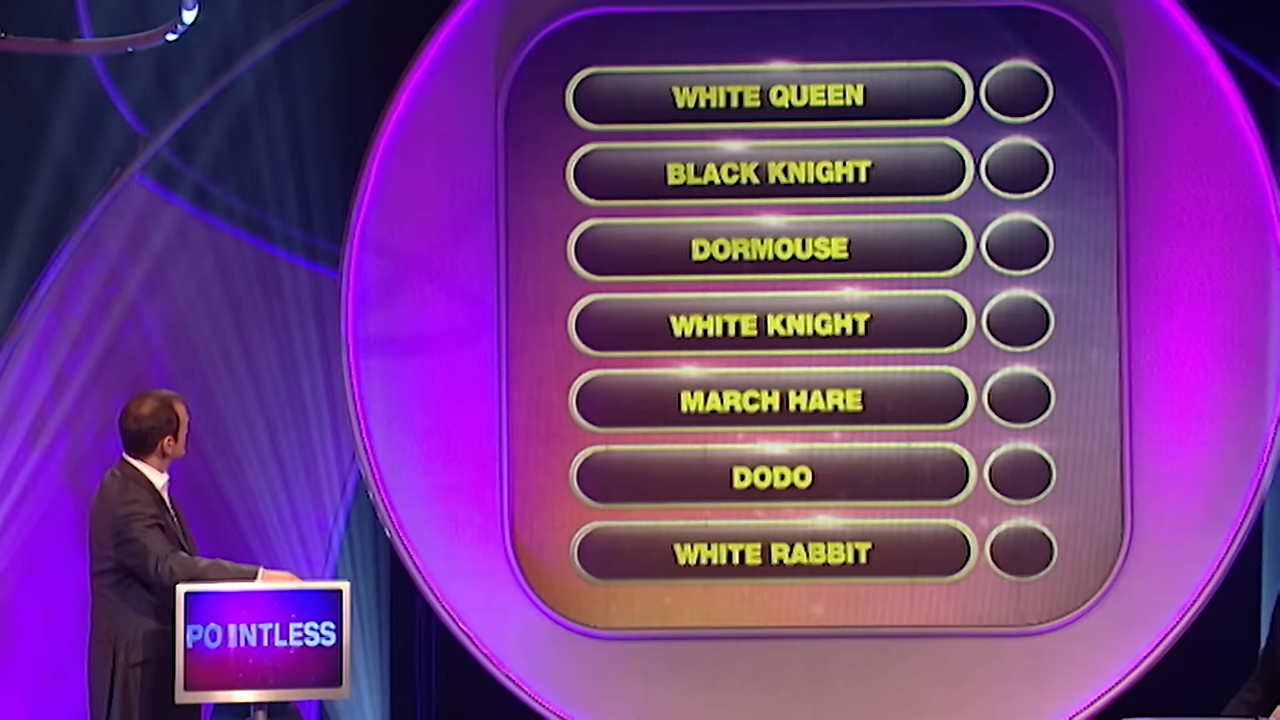 WHITE QUEEN
BLACK KNIGHT
DORMOUSE
WHITE KNIGHT
MARCH HARE
DODO
WHITE RABBIT
POINTLESS